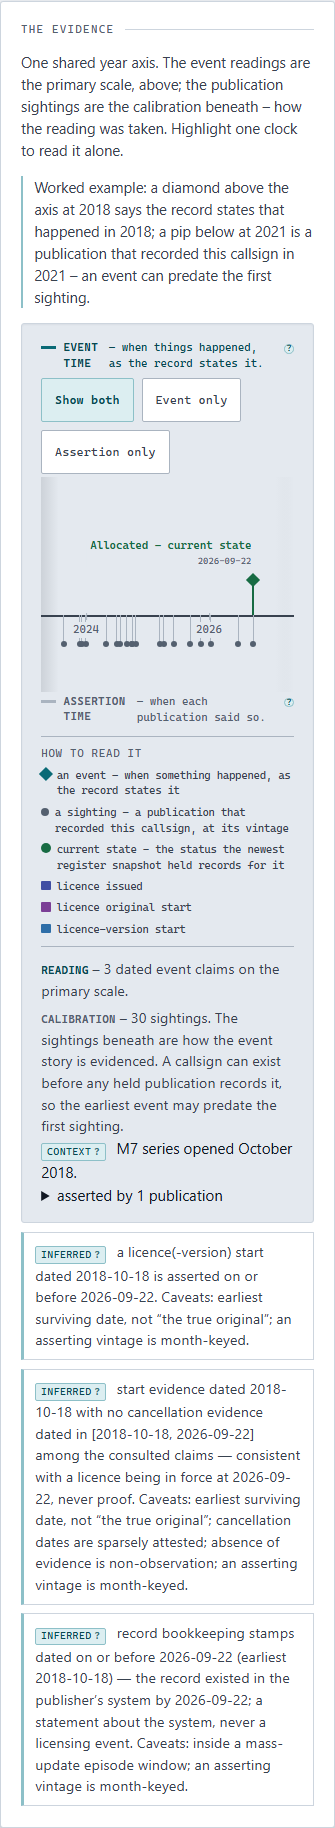 THE EVIDENCE
One shared year axis. The event readings are
the primary scale, above; the publication
sightings are the calibration beneath – how
the reading was taken. Highlight one clock
to read it alone.
Worked example: a diamond above the
axis at 2018 says the record states that
happened in 2018; a pip below at 2021 is a
publication that recorded this callsign in
2021 – an event can predate the first
sighting.
EVENT TIME – when things happened, ?
as the record states it.
Show both Event only
Assertion only
Allocated – current state
2026-09-22
2024 2026
ASSERTION TIME – when each ?
publication said so.
HOW TO READ IT
an event – when something happened, as
the record states it
a sighting – a publication that
recorded this callsign, at its vintage
current state – the status the newest
register snapshot held records for it
licence issued
licence original start
licence-version start
READING – 3 dated event claims on the
primary scale.
CALIBRATION – 30 sightings. The
sightings beneath are how the event
story is evidenced. A callsign can exist
before any held publication records it,
so the earliest event may predate the
first sighting.
CONTEXT ? M7 series opened October
2018.
▶ asserted by 1 publication
INFERRED ? a licence(-version) start
dated 2018-10-18 is asserted on or
before 2026-09-22. Caveats: earliest
surviving date, not “the true original”; an
asserting vintage is month-keyed.
INFERRED ? start evidence dated 2018-
10-18 with no cancellation evidence
dated in [2018-10-18, 2026-09-22]
among the consulted claims — consistent
with a licence being in force at 2026-09-
22, never proof. Caveats: earliest surviving
date, not “the true original”; cancellation
dates are sparsely attested; absence of
evidence is non-observation; an asserting
vintage is month-keyed.
INFERRED ? record bookkeeping stamps
dated on or before 2026-09-22 (earliest
2018-10-18) — the record existed in the
publisher’s system by 2026-09-22; a
statement about the system, never a
licensing event. Caveats: inside a mass-
update episode window; an asserting
vintage is month-keyed.